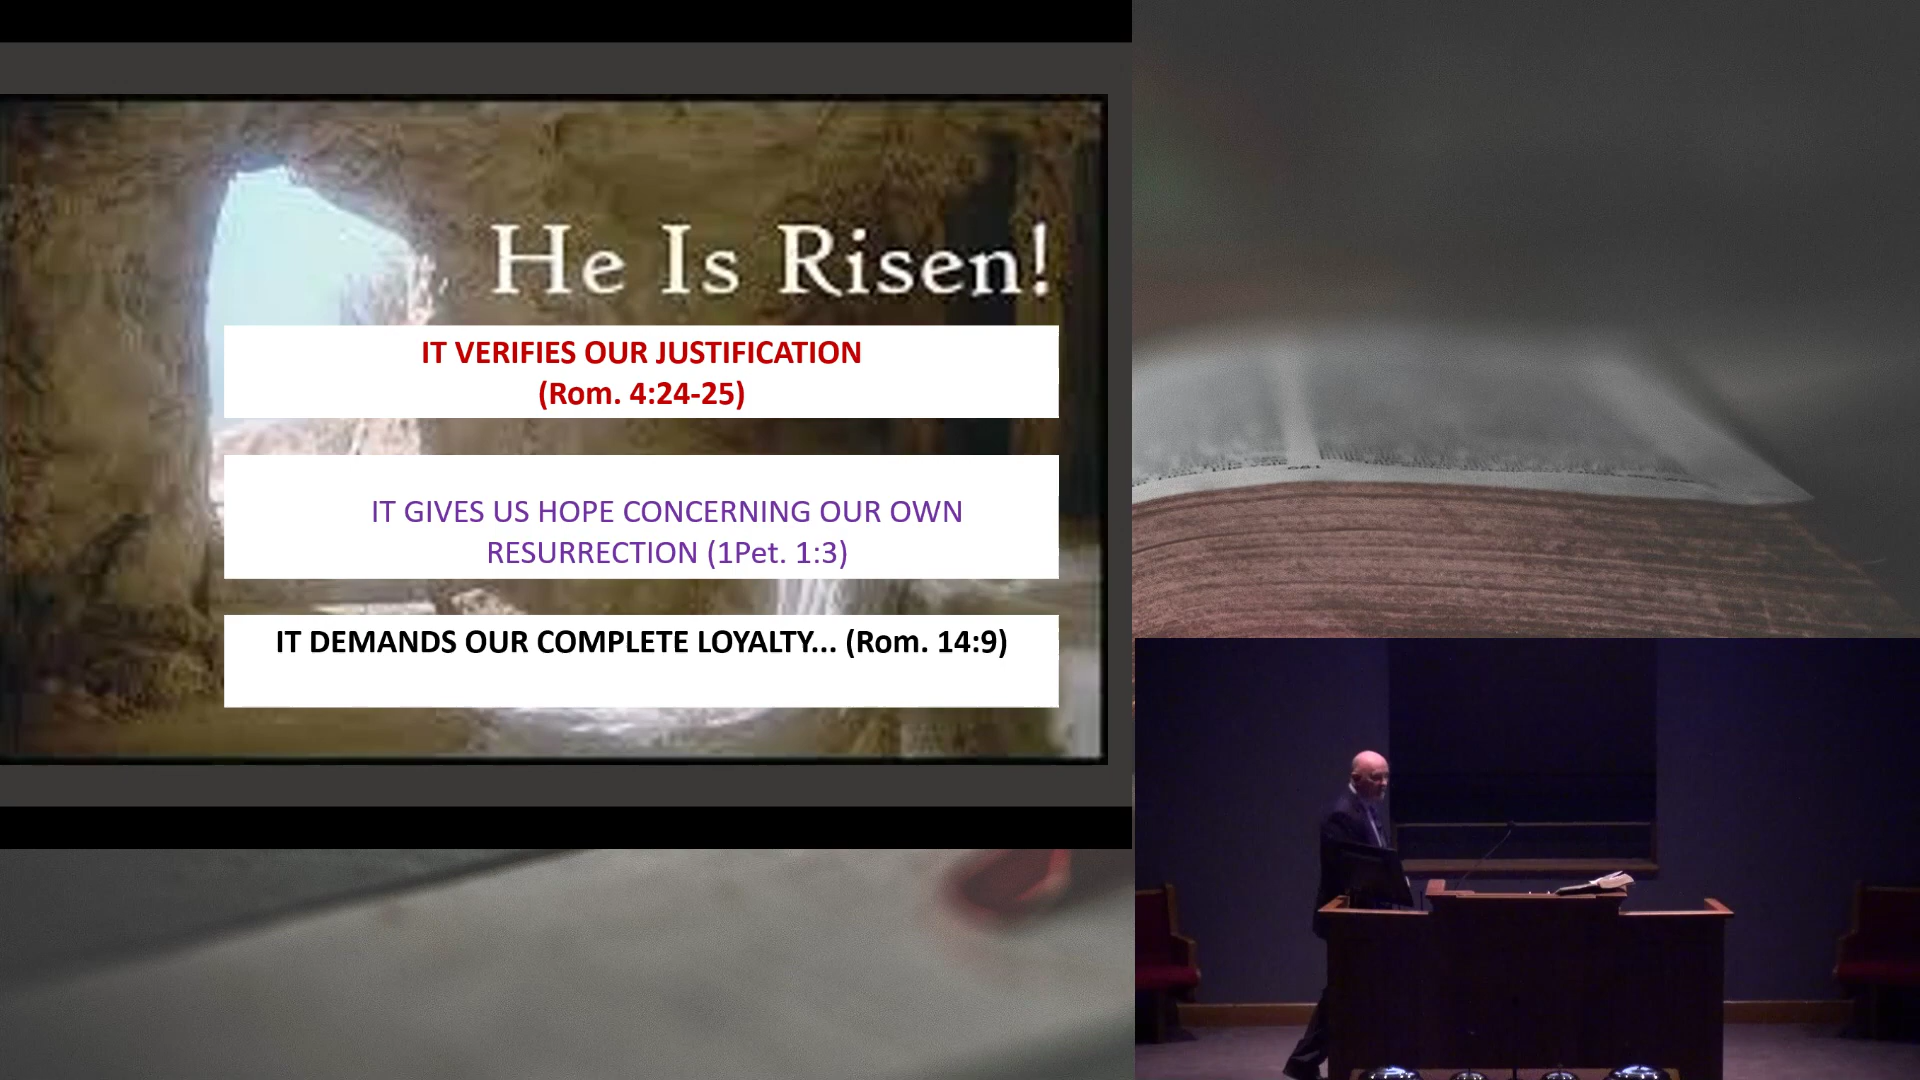 He Is Risen!
IT VERIFIES OUR JUSTIFICATION
(Rom. 4:24-25)
IT GIVES US HOPE CONCERNING OUR OWN
RESURRECTION (1Pet. 1:3)
IT DEMANDS OUR COMPLETE LOYALTY... (Rom. 14:9)